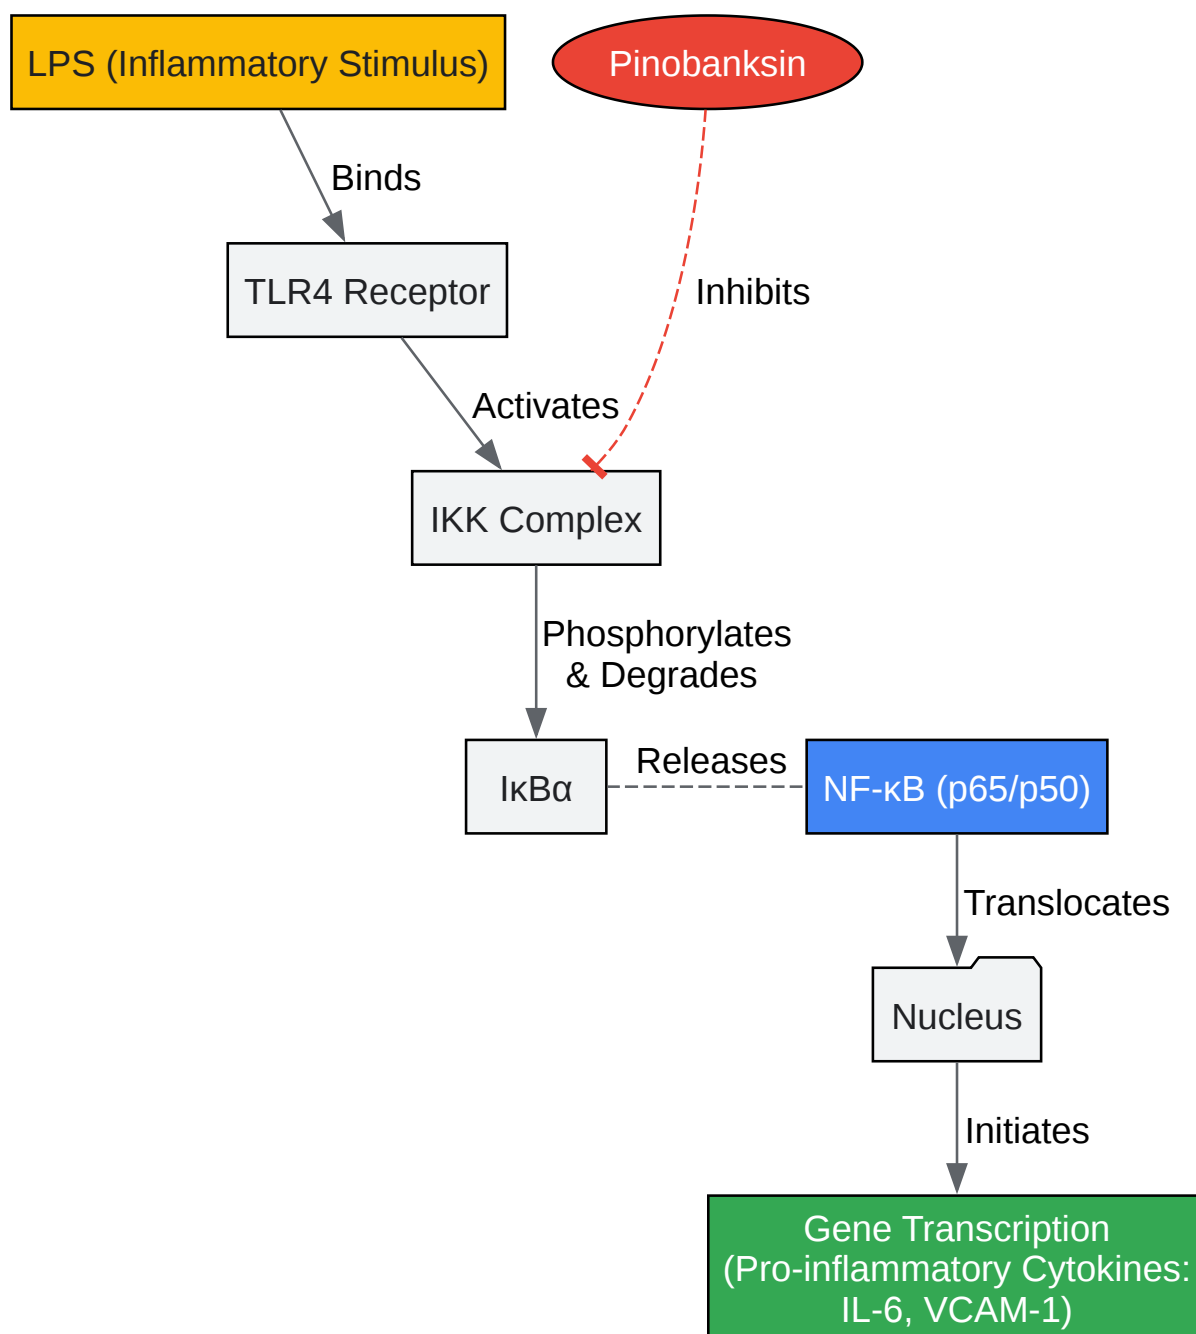 LPS (Inflammatory Stimulus)
Pinobanksin
Binds
TLR4 Receptor
Inhibits
Activates
IKK Complex
Phosphorylates
& Degrades
IκBα
Releases
NF-κB (p65/p50)
Translocates
Nucleus
Initiates
Gene Transcription
(Pro-inflammatory Cytokines:
IL-6, VCAM-1)